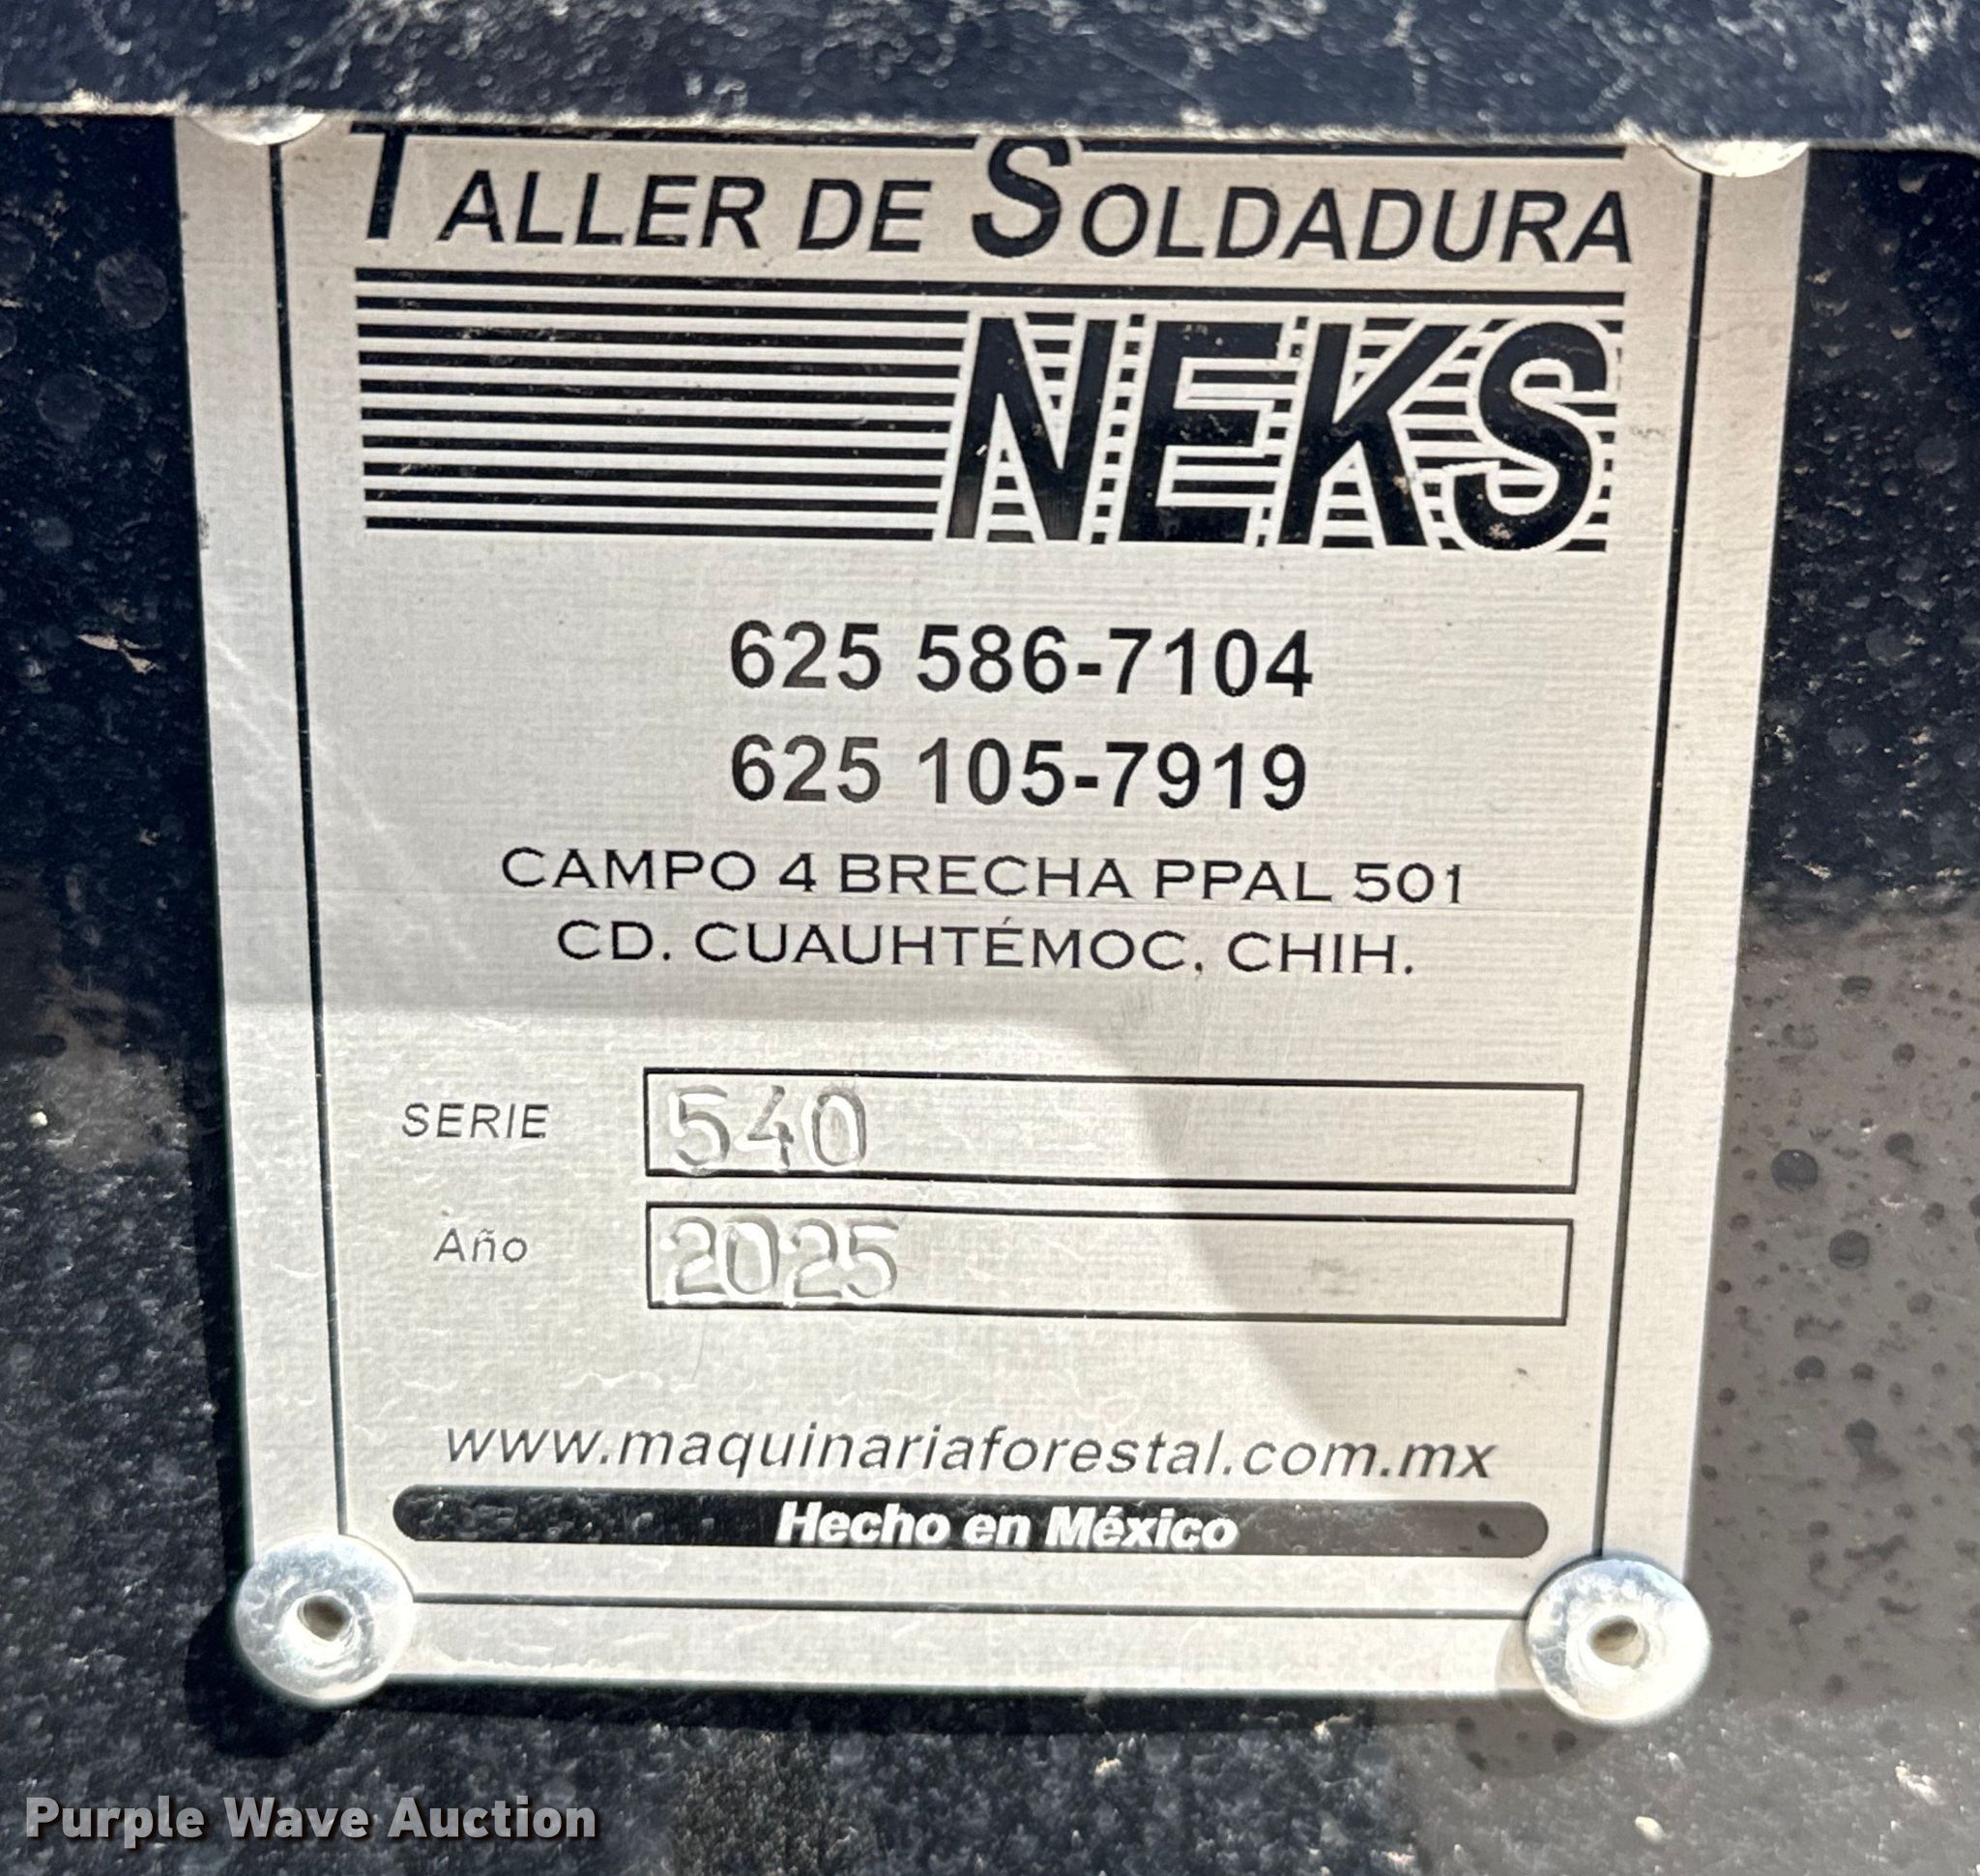 TALLER DE SOLDADURA
NEKS
625 586-7104
625 105-7919
CAMPO 4 BRECHA PPAL 501
CD. CUAUHTÉMOC, CHIH.
SERIE 540
Año 2025
www.maquinariaforestal.com.mx
Hecho en México
Purple Wave Auction